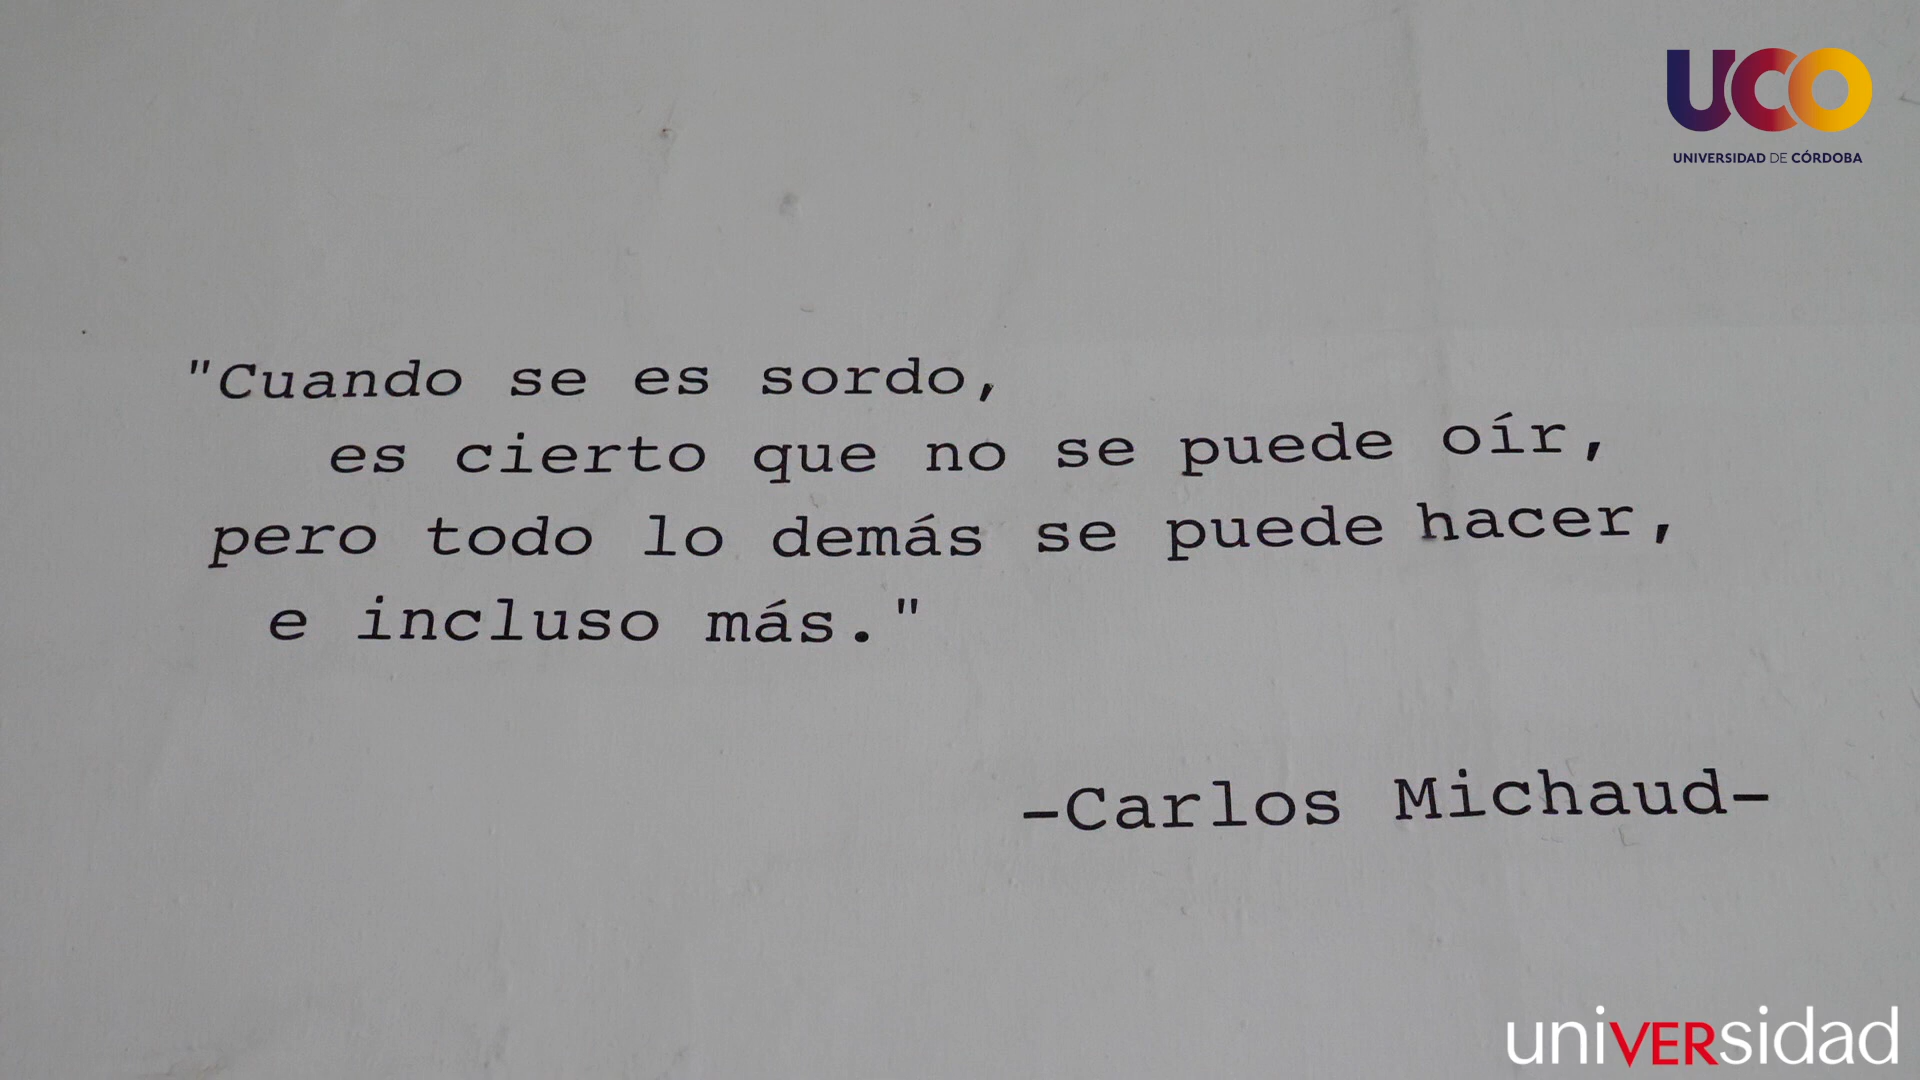 UCO
UNIVERSIDAD DE CÓRDOBA
"Cuando se es sordo,
es cierto que no se puede oír,
pero todo lo demás se puede hacer,
e incluso más."
-Carlos Michaud-
uniVERsidad